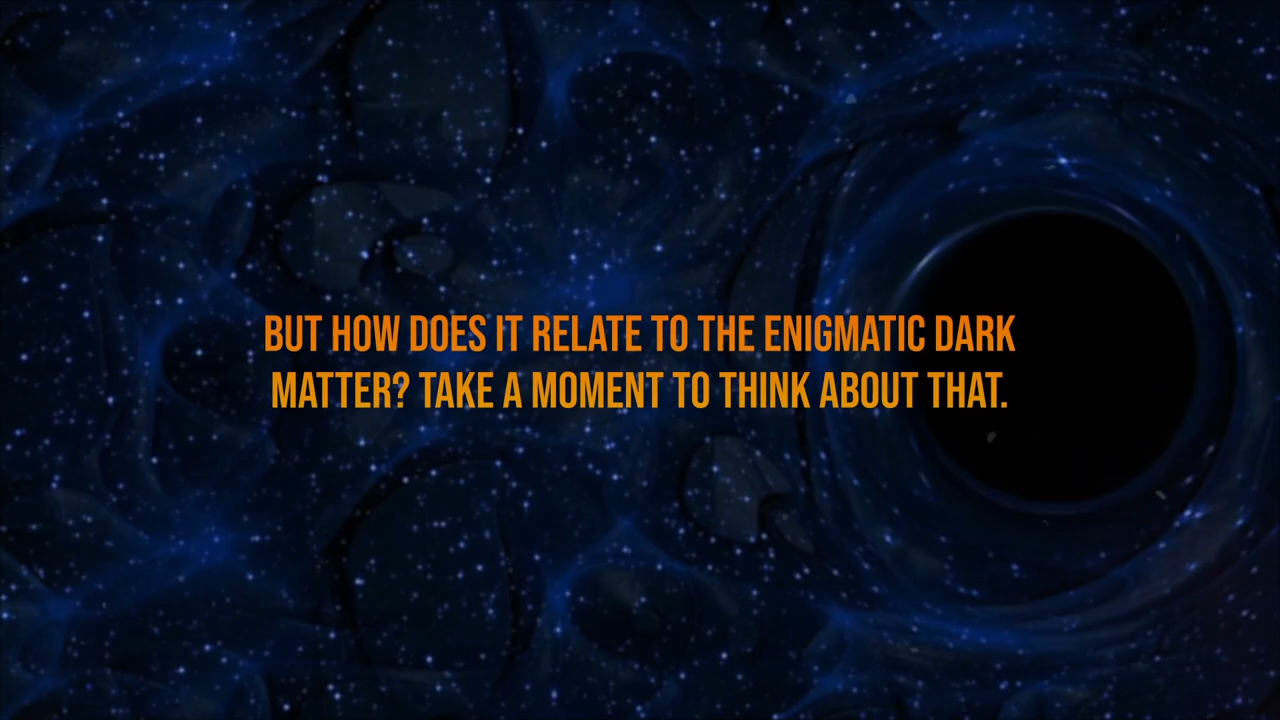 BUT HOW DOES IT RELATE TO THE ENIGMATIC DARK
MATTER? TAKE A MOMENT TO THINK ABOUT THAT.